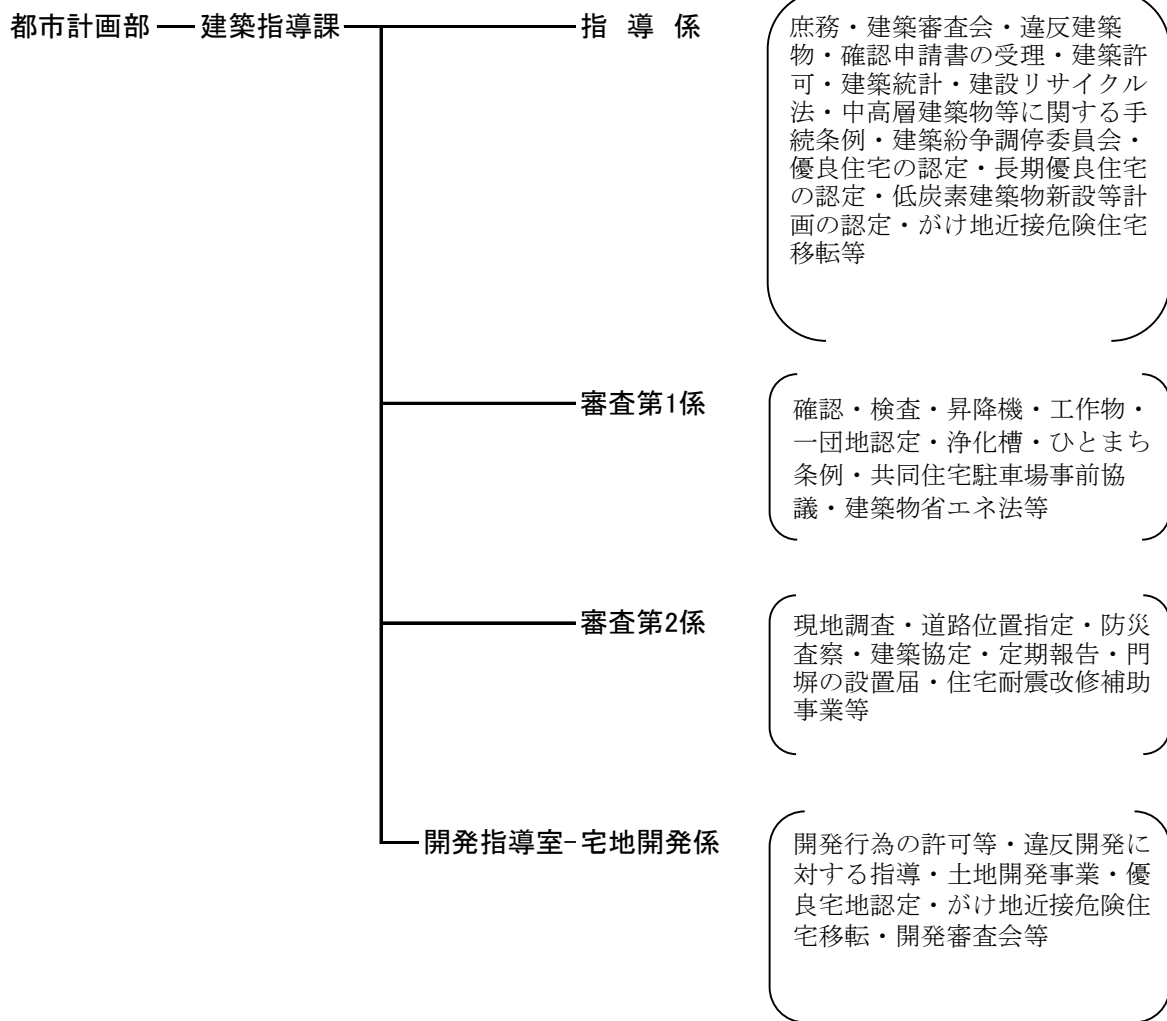 都市計画部 ── 建築指導課 指導係
庶務・建築審査会・違反建築
物・確認申請書の受理・建築許
可・建築統計・建設リサイクル
法・中高層建築物等に関する手
続条例・建築紛争調停委員会・
優良住宅の認定・長期優良住宅
の認定・低炭素建築物新設等計
画の認定・がけ地近接危険住宅
移転等
審査第1係
確認・検査・昇降機・工作物・
一団地認定・浄化槽・ひとまち
条例・共同住宅駐車場事前協
議・建築物省エネ法等
審査第2係
現地調査・道路位置指定・防災
査察・建築協定・定期報告・門
塀の設置届・住宅耐震改修補助
事業等
開発指導室-宅地開発係
開発行為の許可等・違反開発に
対する指導・土地開発事業・優
良宅地認定・がけ地近接危険住
宅移転・開発審査会等